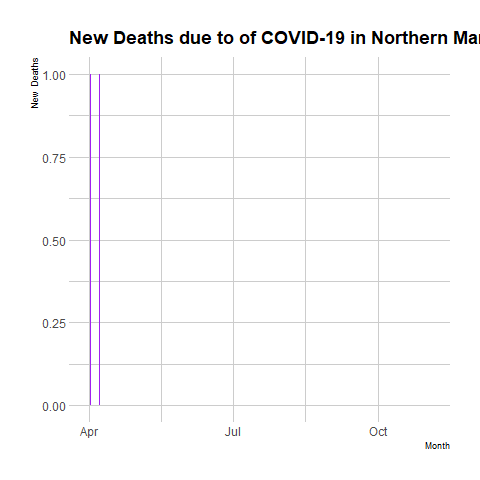 New Deaths due to of COVID-19 in Northern Mar
New Deaths
1.00
0.75
0.50
0.25
0.00
Apr
Jul
Oct
Month